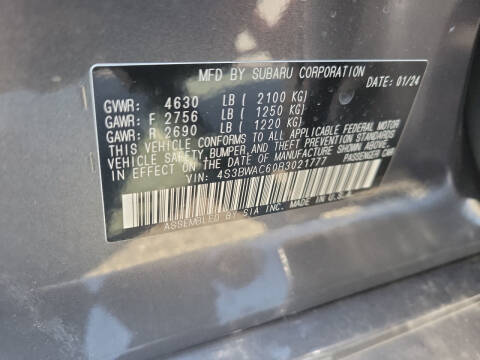 MFD BY SUBARU CORPORATION
DATE: 01/24
GVWR: 4630 LB ( 2100 KG)
GAWR: F 2756 LB ( 1250 KG)
GAWR: R 2690 LB ( 1220 KG)
THIS VEHICLE CONFORMS TO ALL APPLICABLE FEDERAL MOTOR
VEHICLE SAFETY, BUMPER, AND THEFT PREVENTION STANDARDS
IN EFFECT ON THE DATE OF MANUFACTURE SHOWN ABOVE.
VIN: 4S3BWAC60R3021777 PASSENGER CAR
ASSEMBLED BY SIA INC. MADE IN U.S.A.